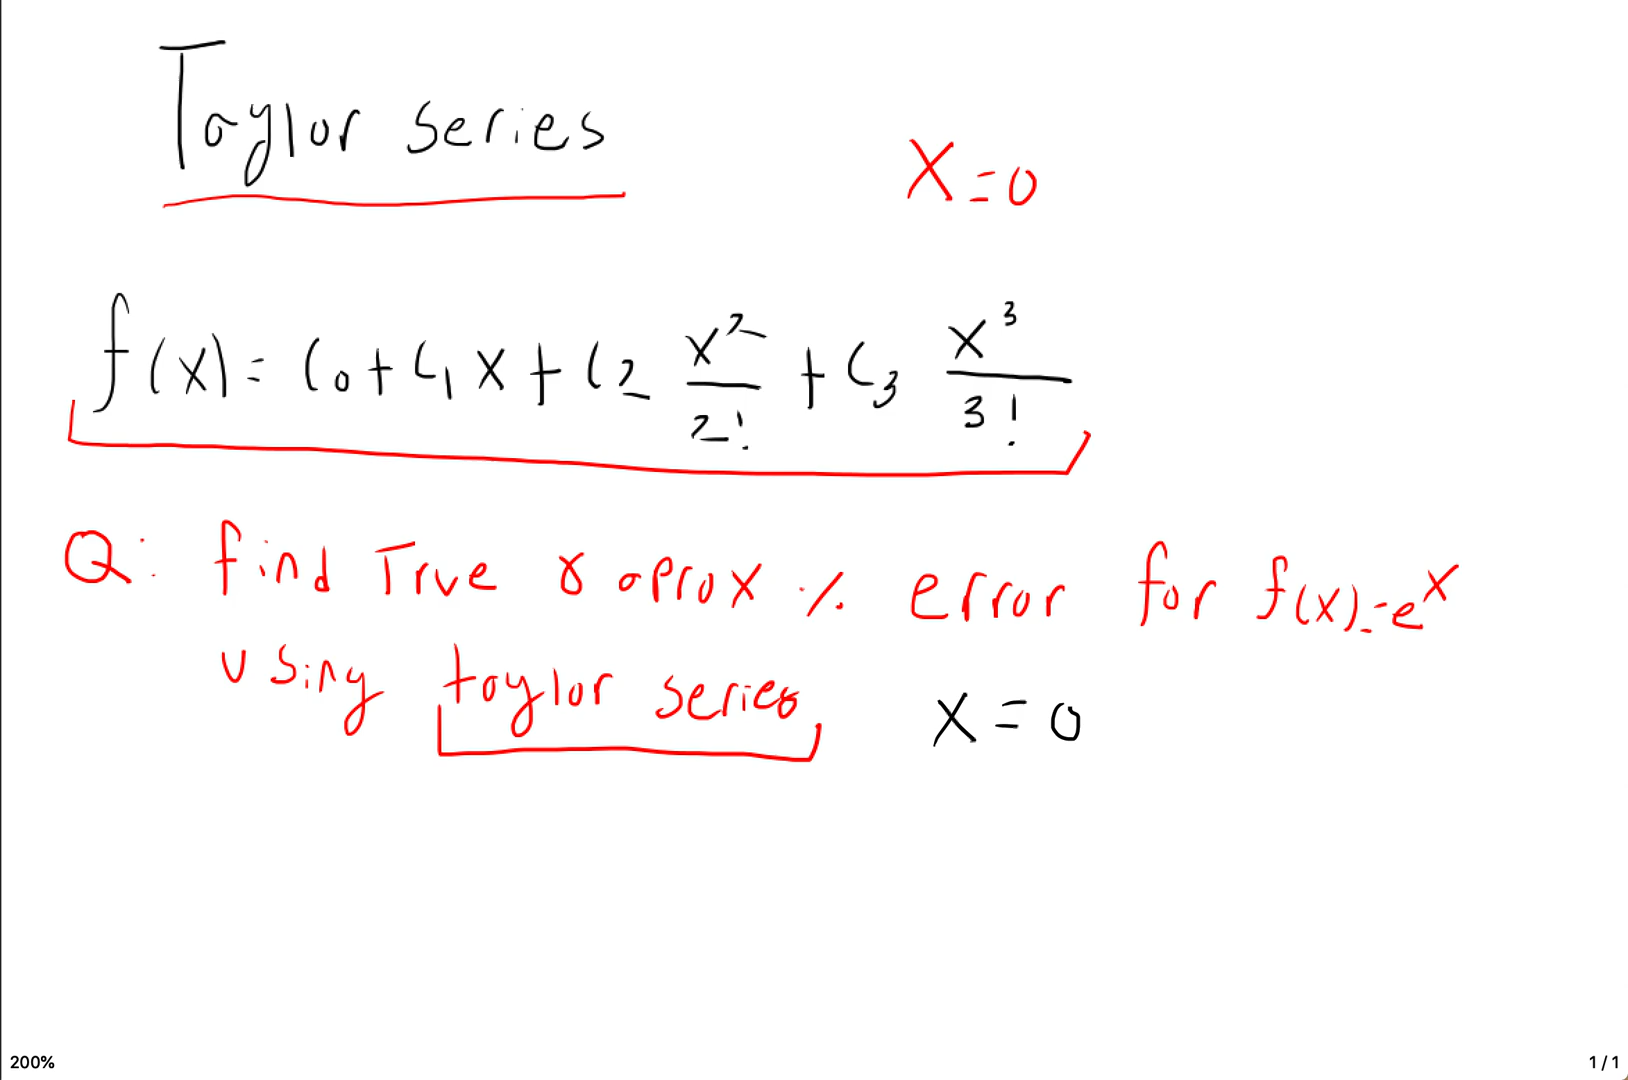 Taylor series
X=0
f(x)= C0+C1x+C2 x²/2! +C3 x³/3!
Q: find True & aprox % error for f(x)=e^x
using taylor series x=0
200%
1/1